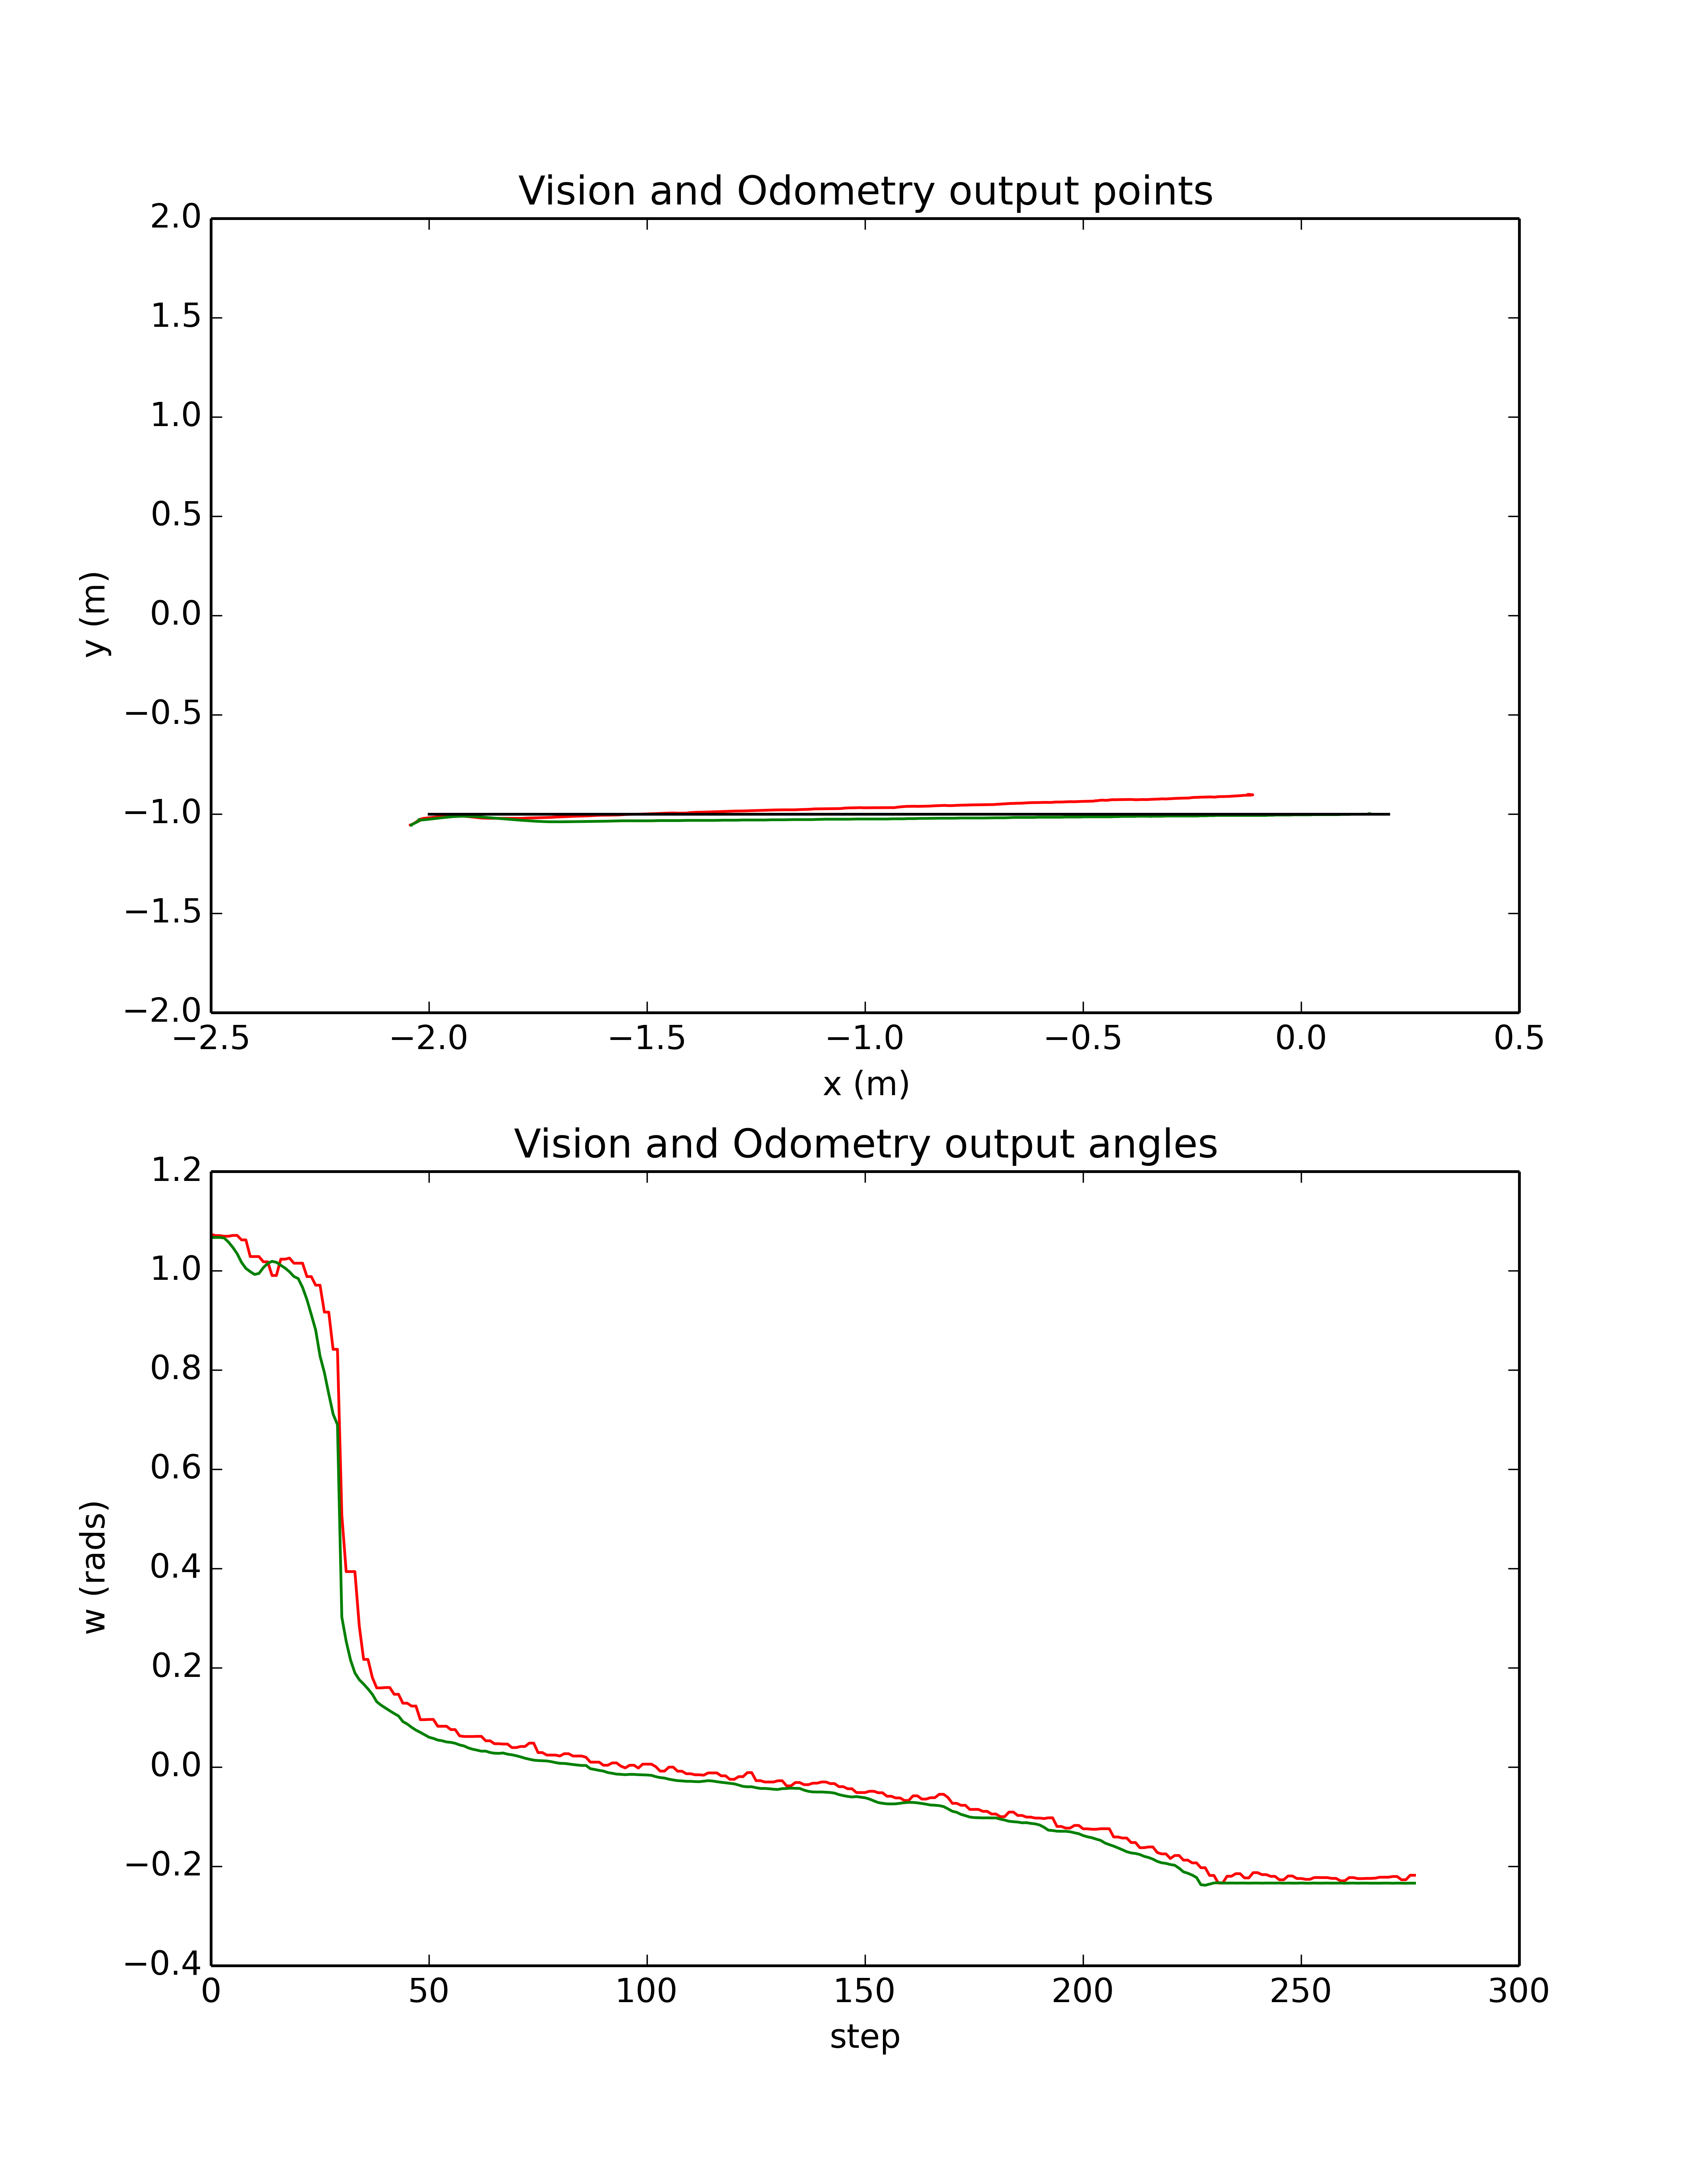 Vision and Odometry output points
2.0
1.5
1.0
0.5
0.0
−0.5
−1.0
−1.5
−2.0
y (m)
−2.5 −2.0 −1.5 −1.0 −0.5 0.0 0.5
x (m)
Vision and Odometry output angles
1.2
1.0
0.8
0.6
0.4
0.2
0.0
−0.2
−0.4
w (rads)
0 50 100 150 200 250 300
step